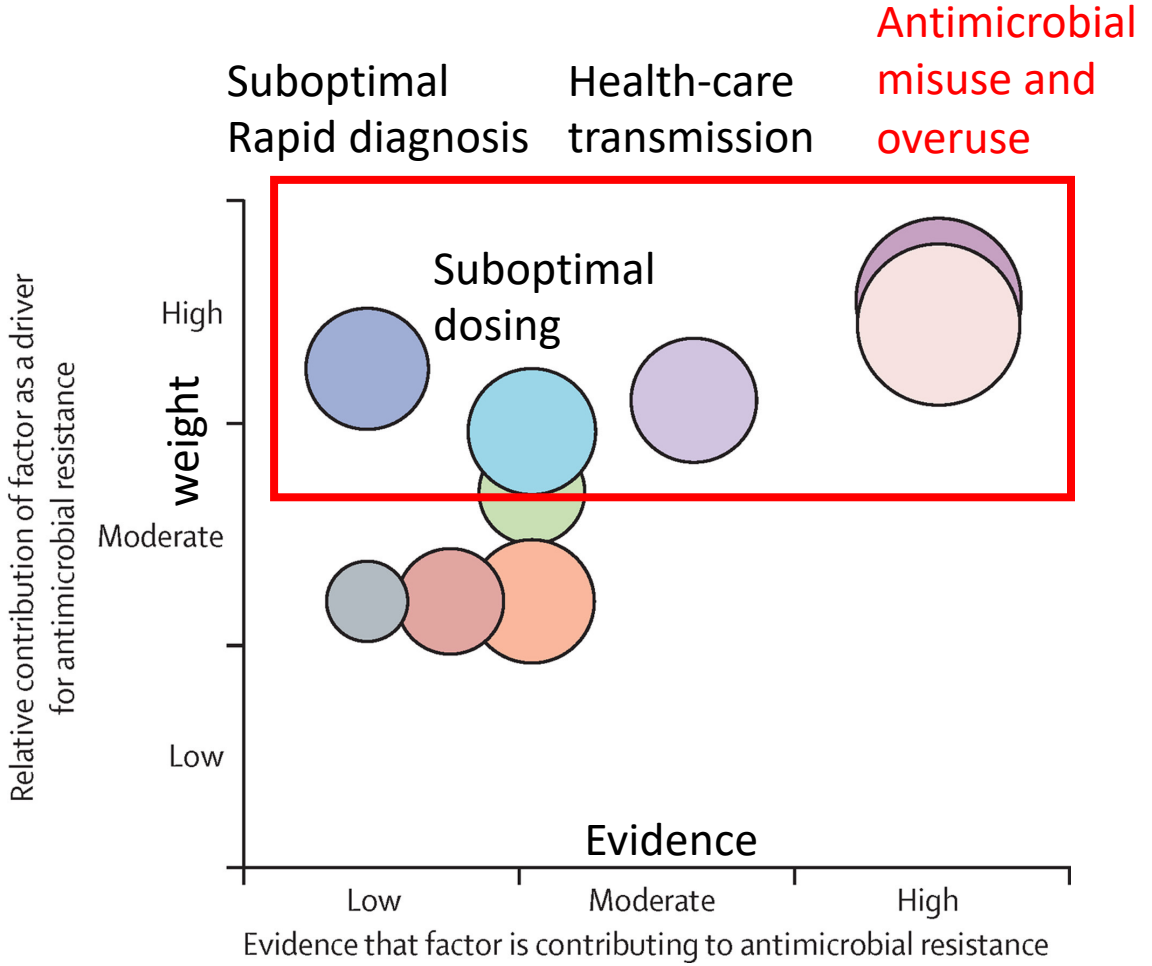 Suboptimal
Rapid diagnosis
Health-care
transmission
Antimicrobial
misuse and
overuse
Suboptimal
dosing
Relative contribution of factor as a driver
for antimicrobial resistance
weight
High
Moderate
Low
Evidence
Low
Moderate
High
Evidence that factor is contributing to antimicrobial resistance